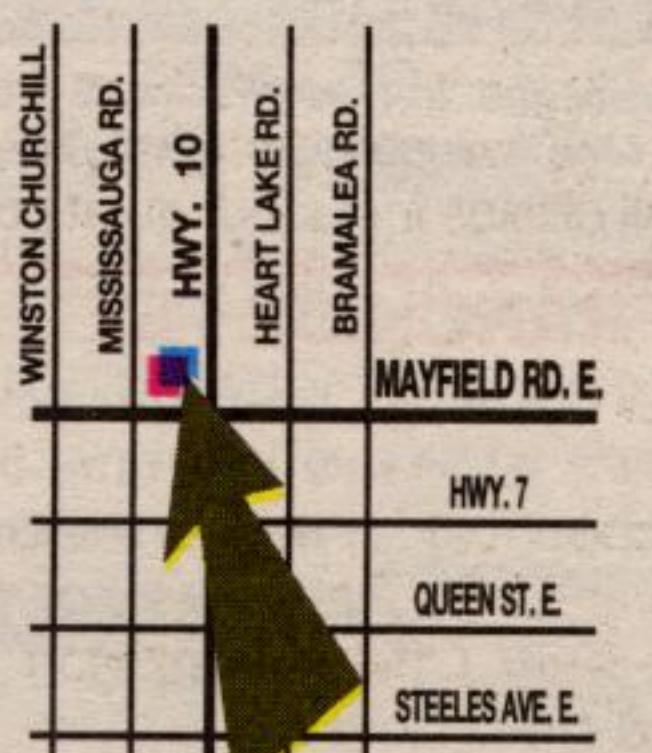 WINSTON CHURCHILL
MISSISSAUGA RD.
HWY. 10
HEART LAKE RD.
BRAMALEA RD.
MAYFIELD RD. E.
HWY. 7
QUEEN ST. E.
STEELES AVE. E.